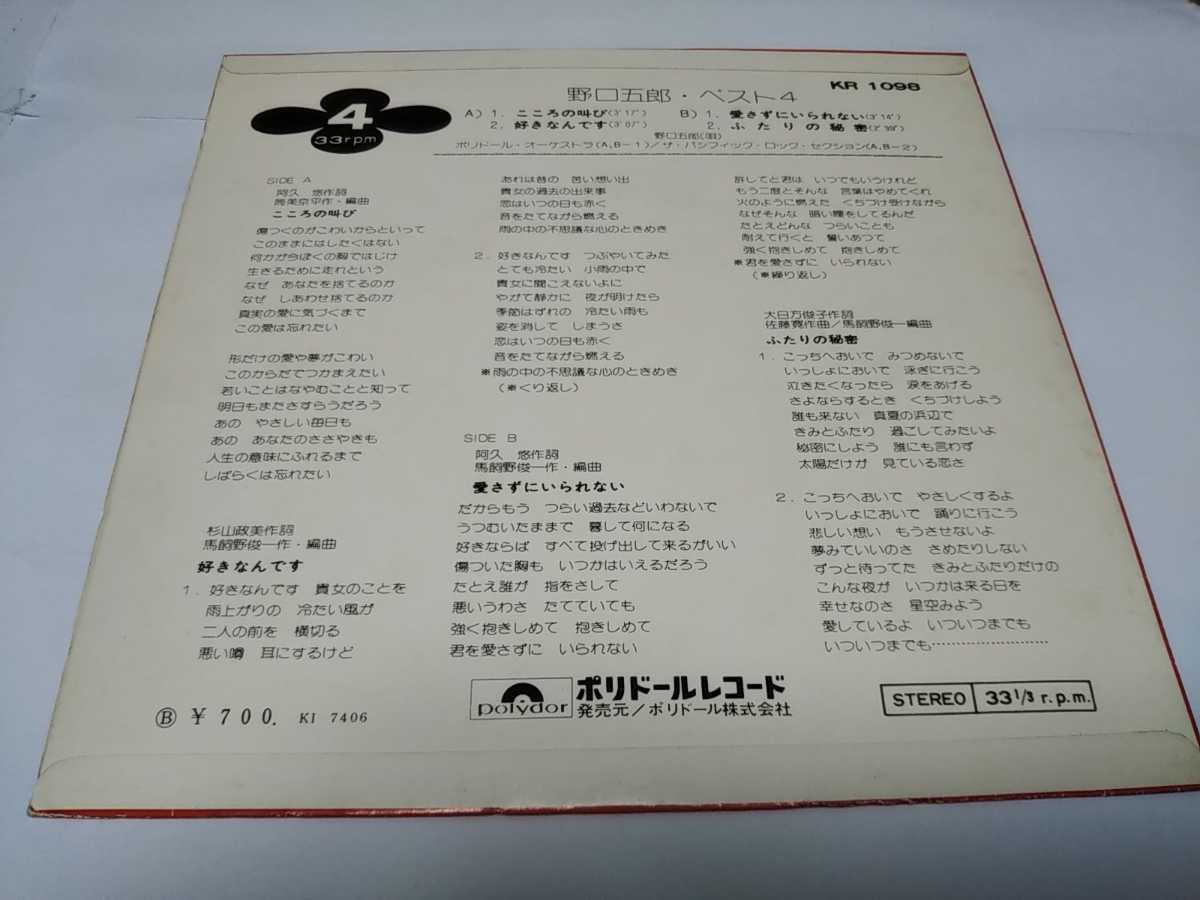 4
33rpm
野口五郎・ベスト4
KR 1098
A) 1. こころの叫び(3'17")
2. 好きなんです(3'07")
B) 1. 愛さずにいられない(3'14")
2. ふたりの秘密(2'39")
野口五郎(唄)
ポリドール・オーケストラ(A,B-1)/ザ・パシフィック・ロック・セクション(A,B-2)
SIDE A
阿久 悠作詞
筒美京平作・編曲
こころの叫び
傷つくのがこわいからといって
このままにはしたくはない
何かが今ぼくの胸ではじけ
生きるために走れという
なぜ あなたを捨てるのか
なぜ しあわせ捨てるのか
真実の愛に気づくまで
この愛は忘れたい
形だけの愛や夢がこわい
このからだでつかまえたい
若いことはなやむことと知って
明日もまたさすらうだろう
あの やさしい毎日も
あの あなたのささやきも
人生の意味にふれるまで
しばらくは忘れたい
杉山政美作詞
馬飼野俊一作・編曲
好きなんです
1. 好きなんです 貴女のことを
雨上がりの 冷たい風が
二人の前を 横切る
悪い噂 耳にするけど
あれは昔の 苦い想い出
貴女の過去の出来事
恋はいつの日も赤く
音をたてながら燃える
雨の中の不思議な心のときめき
2. 好きなんです つぶやいてみた
とても冷たい 小雨の中で
貴女に聞こえないよに
やがて静かに 夜が明けたら
季節はずれの 冷たい雨も
姿を消して しまうさ
恋はいつの日も赤く
音をたてながら燃える
※雨の中の不思議な心のときめき
(※くり返し)
SIDE B
阿久 悠作詞
馬飼野俊一作・編曲
愛さずにいられない
だからもう つらい過去などいわないで
うつむいたままで 暮して何になる
好きならば すべて投げ出して来るがいい
傷ついた胸も いつかはいえるだろう
たとえ誰が 指をさして
悪いうわさ たてていても
強く抱きしめて 抱きしめて
君を愛さずに いられない
許してと君は いつでもいうけれど
もう二度とそんな 言葉はやめてくれ
火のように燃えた くちづけ受けながら
なぜそんな 暗い瞳をしてるんだ
たとえどんな つらいことも
耐えて行くと 誓いあって
強く抱きしめて 抱きしめて
※君を愛さずに いられない
(※繰り返し)
大日方俊子作詞
佐藤寛作曲/馬飼野俊一編曲
ふたりの秘密
1. こっちへおいで みつめないで
いっしょにおいで 泳ぎに行こう
泣きたくなったら 涙をあげる
さよならするとき くちづけしよう
誰も来ない 真夏の浜辺で
きみとふたり 過ごしてみたいよ
秘密にしよう 誰にも言わず
太陽だけが 見ている恋さ
2. こっちへおいで やさしくするよ
いっしょにおいで 踊りに行こう
悲しい想い もうさせないよ
夢みていいのさ さめたりしない
ずっと待ってた きみとふたりだけの
こんな夜が いつかは来る日を
幸せなのさ 星空みよう
愛しているよ いついつまでも
いついつまでも……………………
Ⓑ ¥700. KI 7406
polydor
ポリドールレコード
発売元/ポリドール株式会社
STEREO 33 1/3 r.p.m.